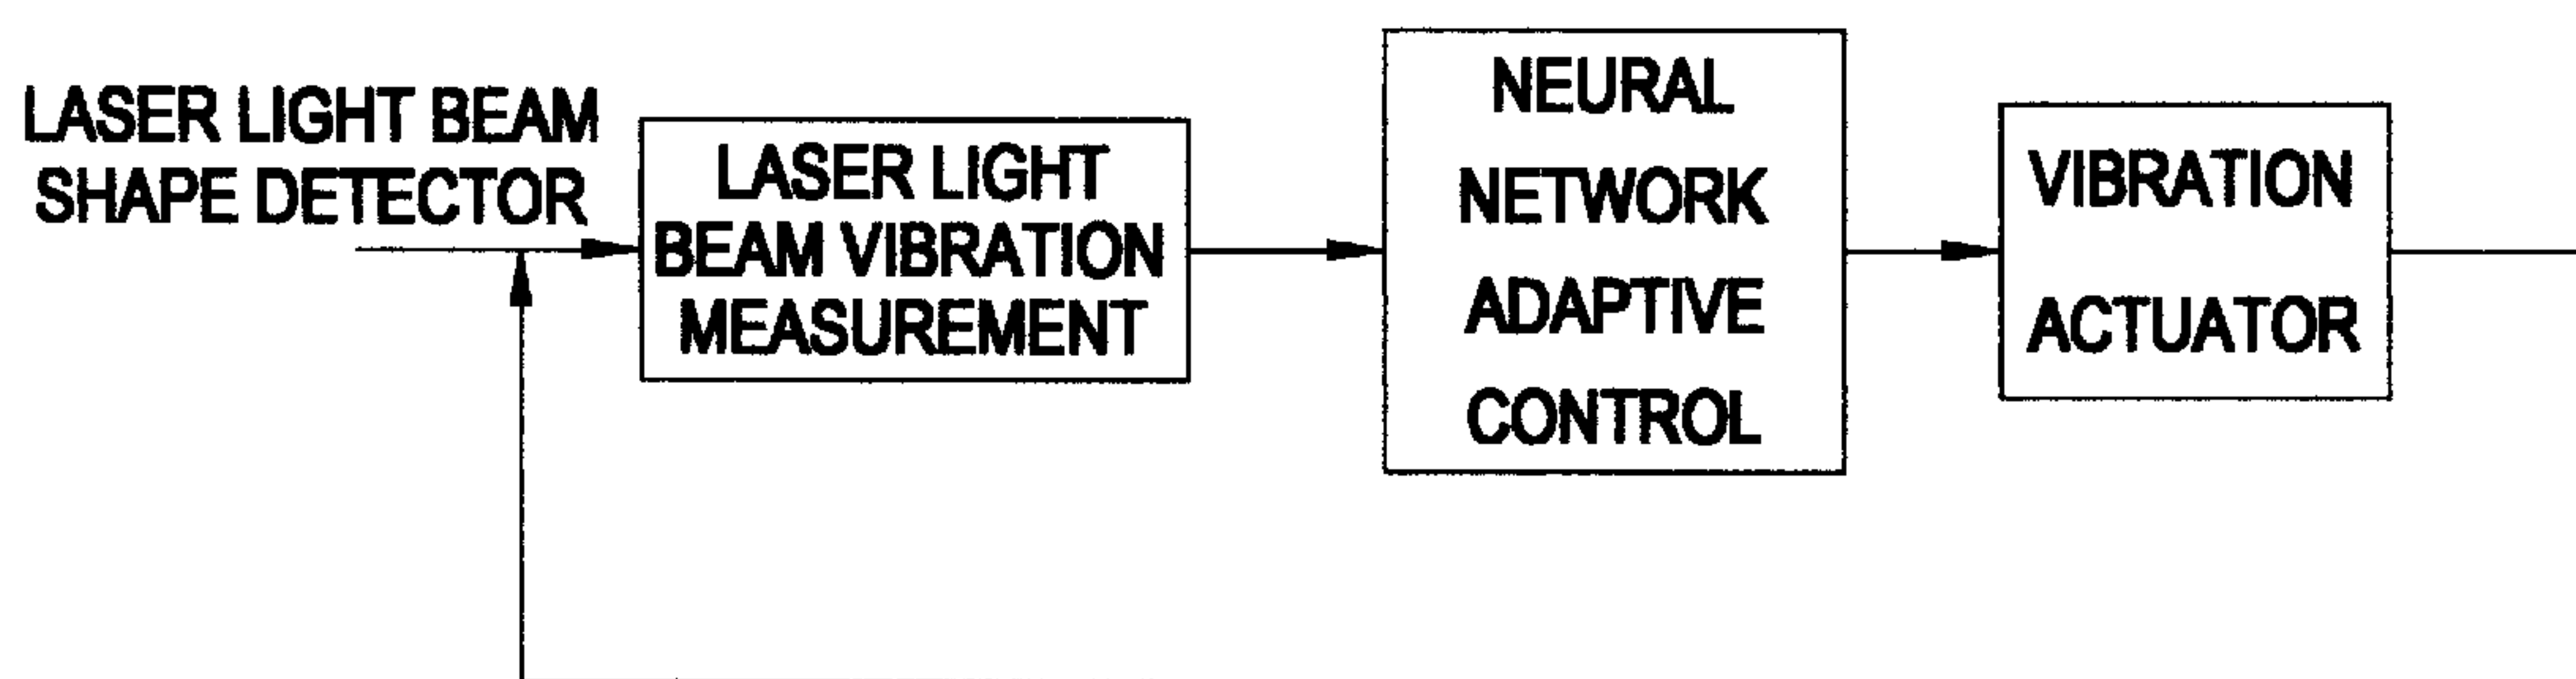 LASER LIGHT BEAM
SHAPE DETECTOR
LASER LIGHT
BEAM VIBRATION
MEASUREMENT
NEURAL
NETWORK
ADAPTIVE
CONTROL
VIBRATION
ACTUATOR